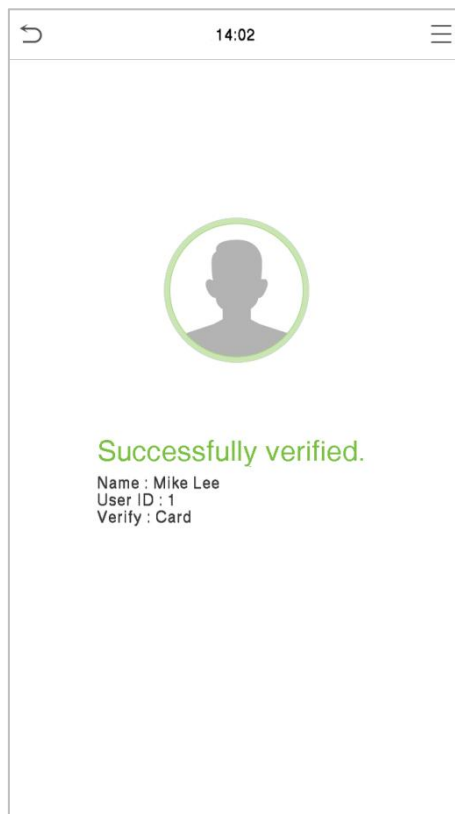 14:02
Successfully verified.
Name : Mike Lee
User ID : 1
Verify : Card